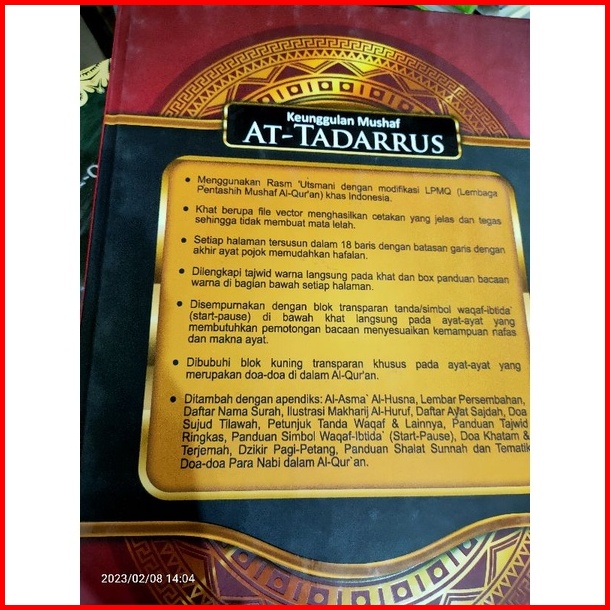 Keunggulan Mushaf
AT-TADARRUS
• Menggunakan Rasm 'Utsmani dengan modifikasi LPMQ (Lembaga
Pentashih Mushaf Al-Qur'an) khas Indonesia.
• Khat berupa file vector menghasilkan cetakan yang jelas dan tegas
sehingga tidak membuat mata lelah.
• Setiap halaman tersusun dalam 18 baris dengan batasan garis dengan
akhir ayat pojok memudahkan hafalan.
• Dilengkapi tajwid warna langsung pada khat dan box panduan bacaan
warna di bagian bawah setiap halaman.
• Disempurnakan dengan blok transparan tanda/simbol waqaf-ibtida`
(start-pause) di bawah khat langsung pada ayat-ayat yang
membutuhkan pemotongan bacaan menyesuaikan kemampuan nafas
dan makna ayat.
• Dibubuhi blok kuning transparan khusus pada ayat-ayat yang
merupakan doa-doa di dalam Al-Qur`an.
• Ditambah dengan apendiks: Al-Asma` Al-Husna, Lembar Persembahan,
Daftar Nama Surah, Ilustrasi Makharij Al-Huruf, Daftar Ayat Sajdah, Doa
Sujud Tilawah, Petunjuk Tanda Waqaf & Lainnya, Panduan Tajwid
Ringkas, Panduan Simbol Waqaf-Ibtida` (Start-Pause), Doa Khatam &
Terjemah, Dzikir Pagi-Petang, Panduan Shalat Sunnah dan Tematik
Doa-doa Para Nabi dalam Al-Qur`an.
2023/02/08 14:04